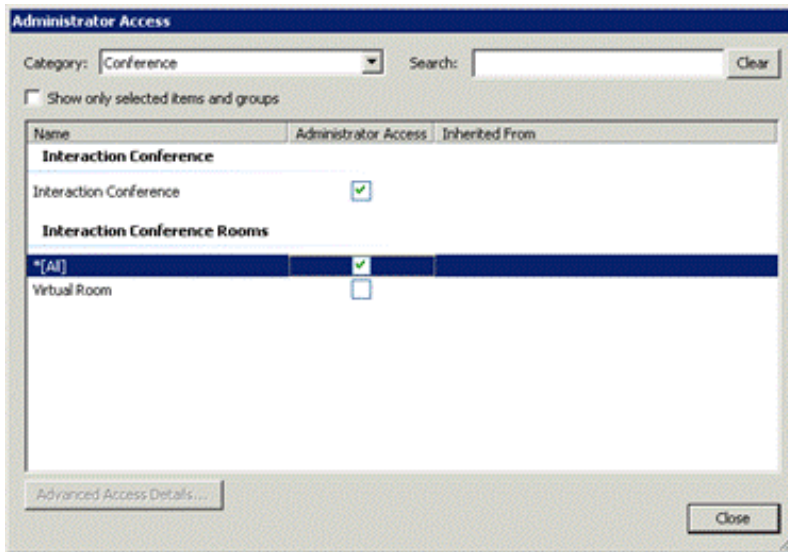 Administrator Access
Category: Conference Search: Clear
Show only selected items and groups
Name Administrator Access Inherited From
Interaction Conference
Interaction Conference
Interaction Conference Rooms
*[All]
Virtual Room
Advanced Access Details...
Close